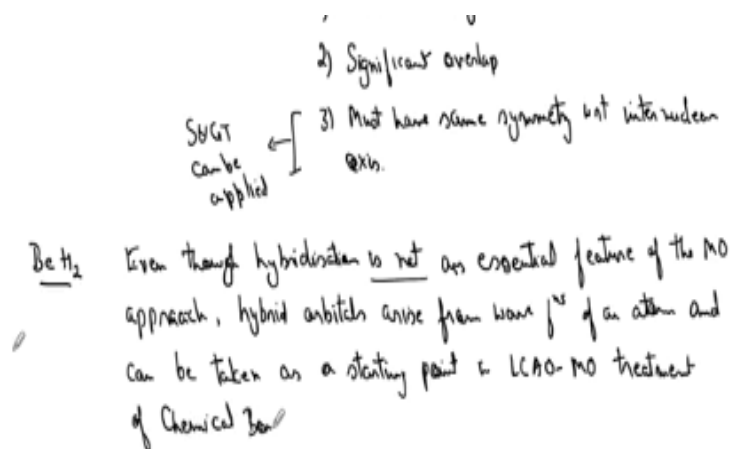 2) Significant overlap
3) Must have same symmetry wrt internuclear
axis.
S&GT
can be
applied
BeH2 Even though hybridisation is not an essential feature of the MO
approach, hybrid orbitals arise from wave fns of an atom and
can be taken as a starting point in LCAO-MO treatment
of Chemical Bon